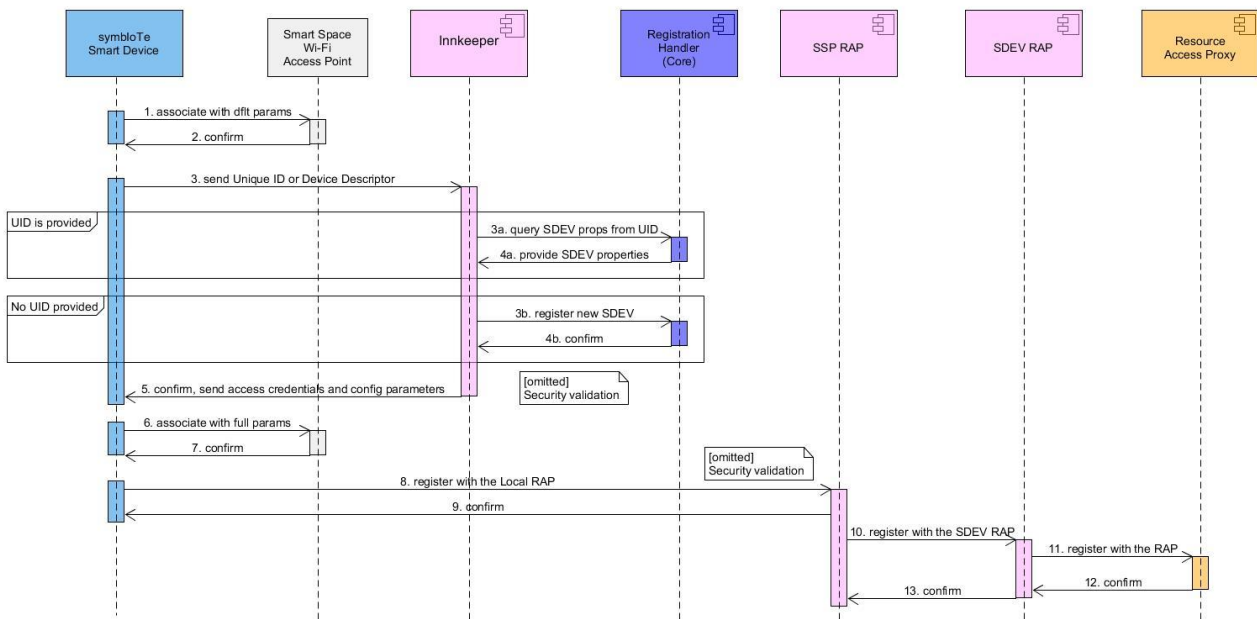 symbIoTe
Smart Device
Smart Space
Wi-Fi
Access Point
Innkeeper
Registration
Handler
(Core)
SSP RAP
SDEV RAP
Resource
Access Proxy
1. associate with dflt params
2. confirm
3. send Unique ID or Device Descriptor
UID is provided
3a. query SDEV props from UID
4a. provide SDEV properties
No UID provided
3b. register new SDEV
4b. confirm
5. confirm, send access credentials and config parameters
[omitted]
Security validation
6. associate with full params
7. confirm
[omitted]
Security validation
8. register with the Local RAP
9. confirm
10. register with the SDEV RAP
11. register with the RAP
12. confirm
13. confirm